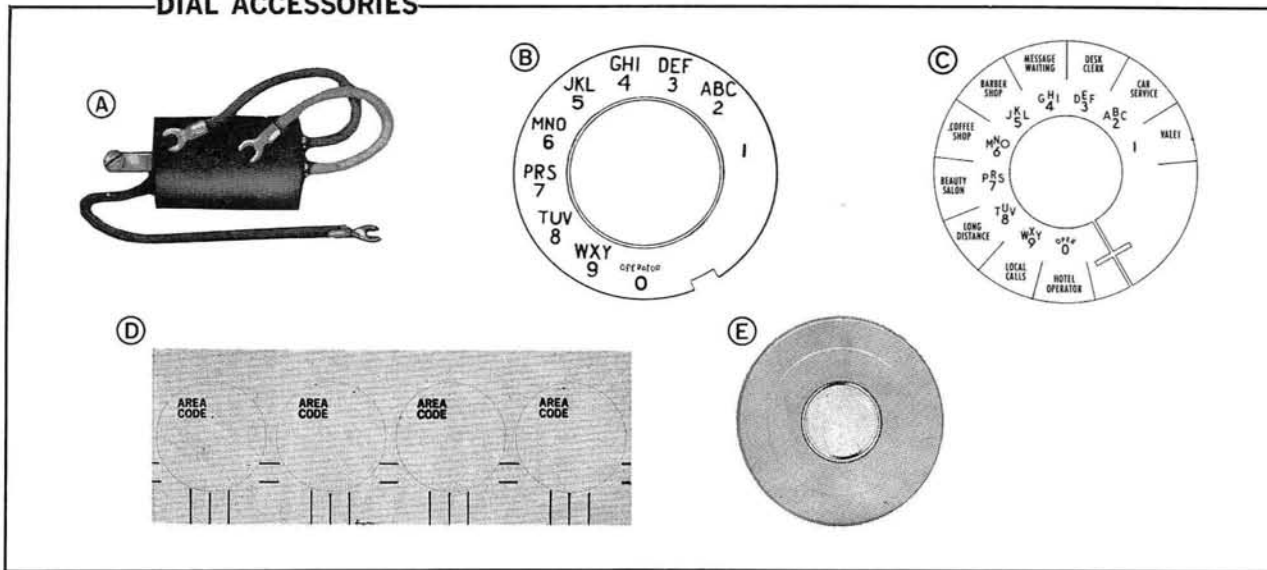 DIAL ACCESSORIES
A
B
GHI
4
DEF
3
JKL
5
ABC
2
MNO
6
1
PRS
7
TUV
8
WXY
9
OPERATOR
0
C
MESSAGE
WAITING
DESK
CLERK
BARBER
SHOP
CAR
SERVICE
GHI
4
DEF
3
JKL
5
ABC
2
COFFEE
SHOP
MNO
6
1
VALET
BEAUTY
SALON
PRS
7
TUV
8
LONG
DISTANCE
WXY
9
OPER
0
LOCAL
CALLS
HOTEL
OPERATOR
D
AREA
CODE
AREA
CODE
AREA
CODE
AREA
CODE
E